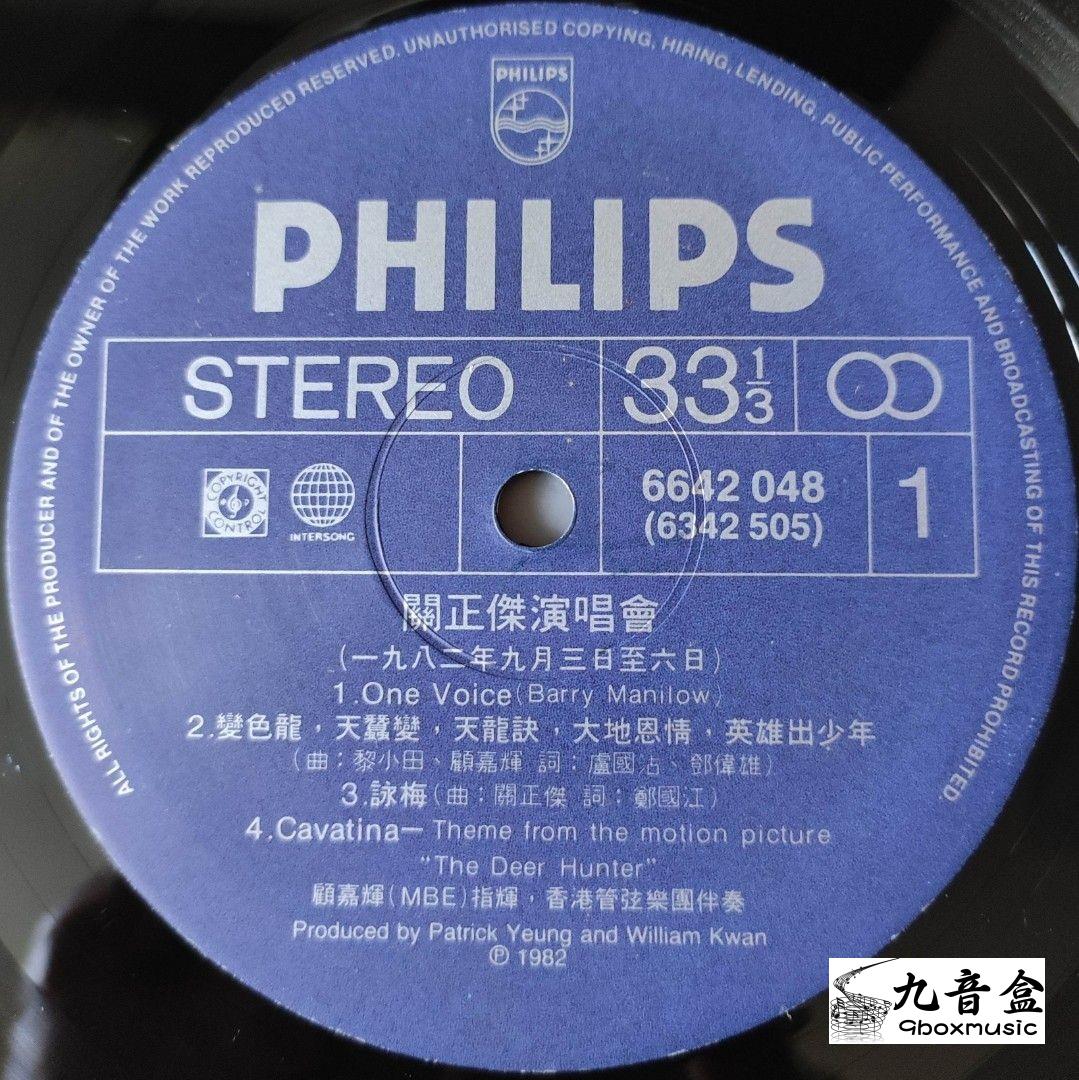 ALL RIGHTS OF THE PRODUCER AND OF THE OWNER OF THE WORK REPRODUCED RESERVED. UNAUTHORISED COPYING, HIRING, LENDING, PUBLIC PERFORMANCE AND BROADCASTING OF THIS RECORD PROHIBITED.
PHILIPS
PHILIPS
STEREO 33 1/3
COPYRIGHT CONTROL
INTERSONG
6642 048
(6342 505)
1
關正傑演唱會
(一九八二年九月三日至六日)
1.One Voice(Barry Manilow)
2.變色龍,天蠶變,天龍訣,大地恩情,英雄出少年
(曲:黎小田、顧嘉輝 詞:盧國沾、鄧偉雄)
3.詠梅(曲:關正傑 詞:鄭國江)
4.Cavatina—Theme from the motion picture
"The Deer Hunter"
顧嘉輝(MBE)指輝,香港管弦樂團伴奏
Produced by Patrick Yeung and William Kwan
℗ 1982
九音盒
9boxmusic